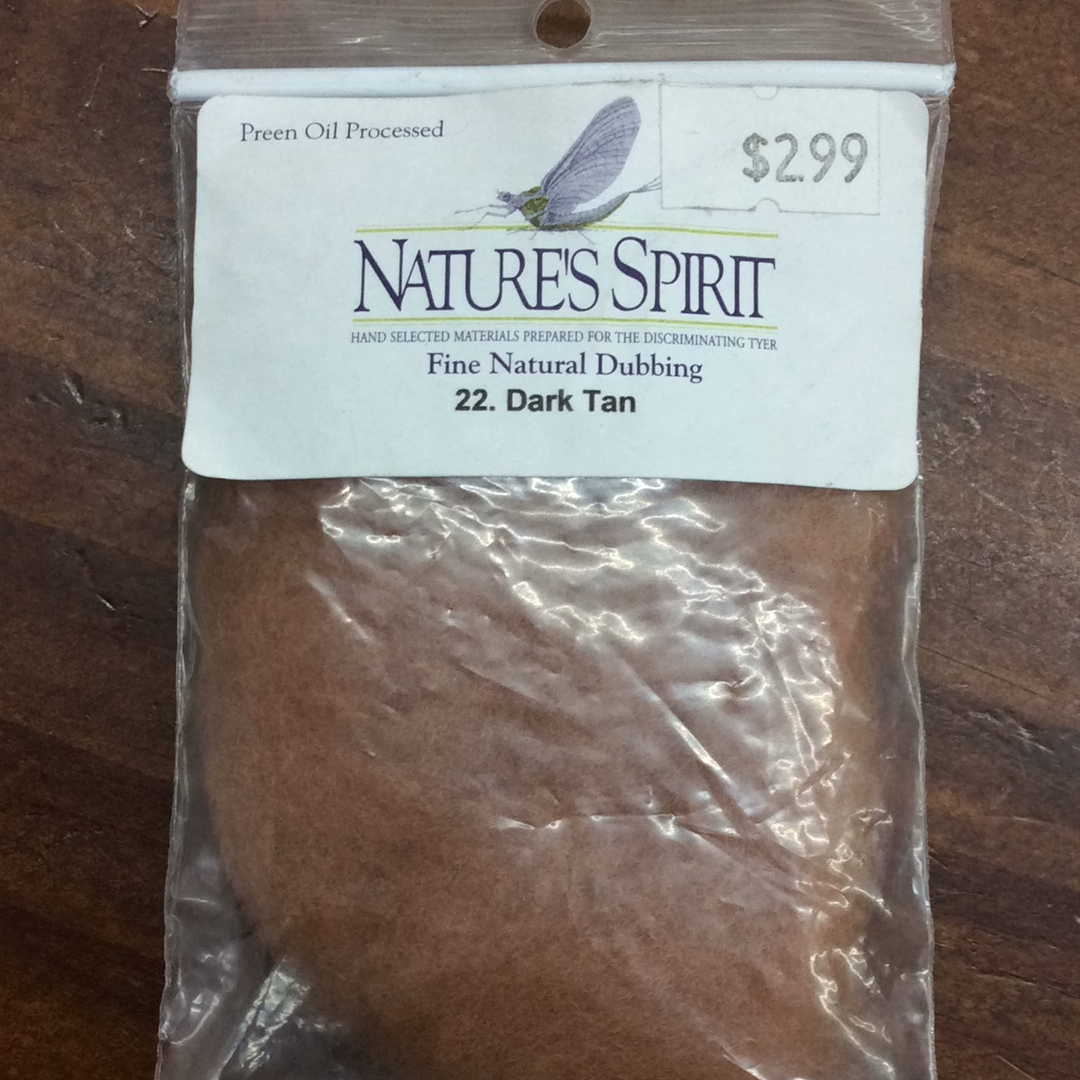 Preen Oil Processed
$2.99
NATURE'S SPIRIT
HAND SELECTED MATERIALS PREPARED FOR THE DISCRIMINATING TYER
Fine Natural Dubbing
22. Dark Tan